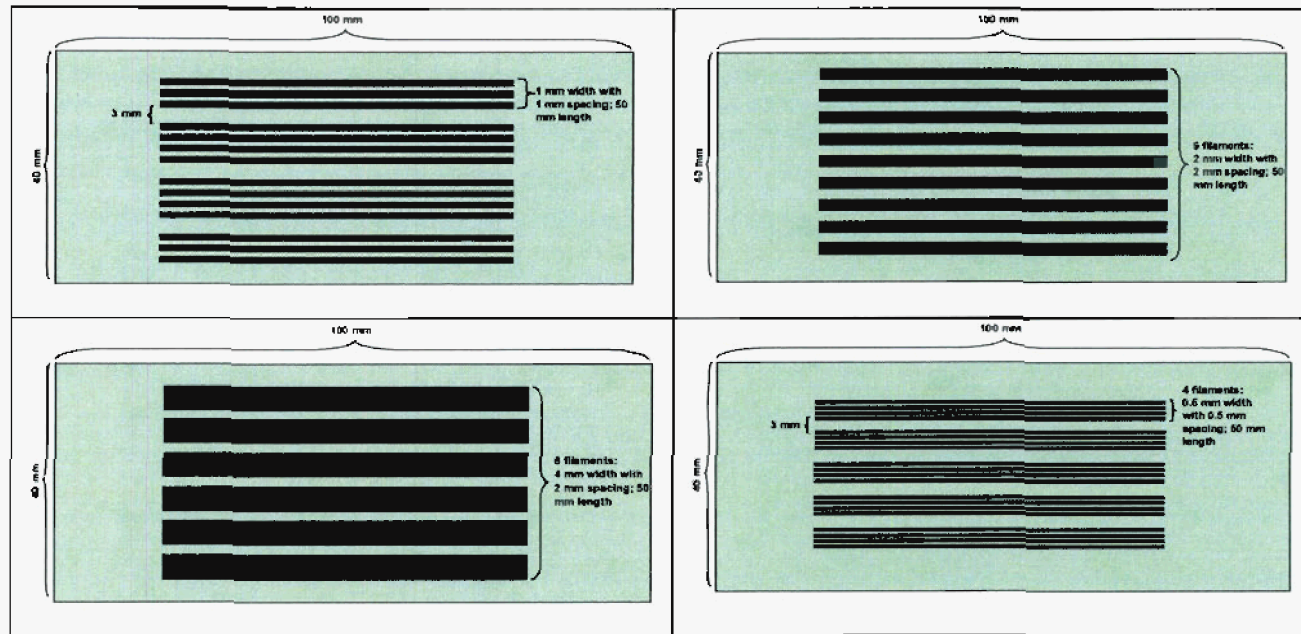 100 mm
40 mm
3 mm
1 mm width with
1 mm spacing; 50
mm length
100 mm
40 mm
9 filaments:
2 mm width with
2 mm spacing; 50
mm length
100 mm
40 mm
6 filaments:
4 mm width with
2 mm spacing; 50
mm length
100 mm
40 mm
3 mm
4 filaments:
0.5 mm width
with 0.5 mm
spacing; 50 mm
length